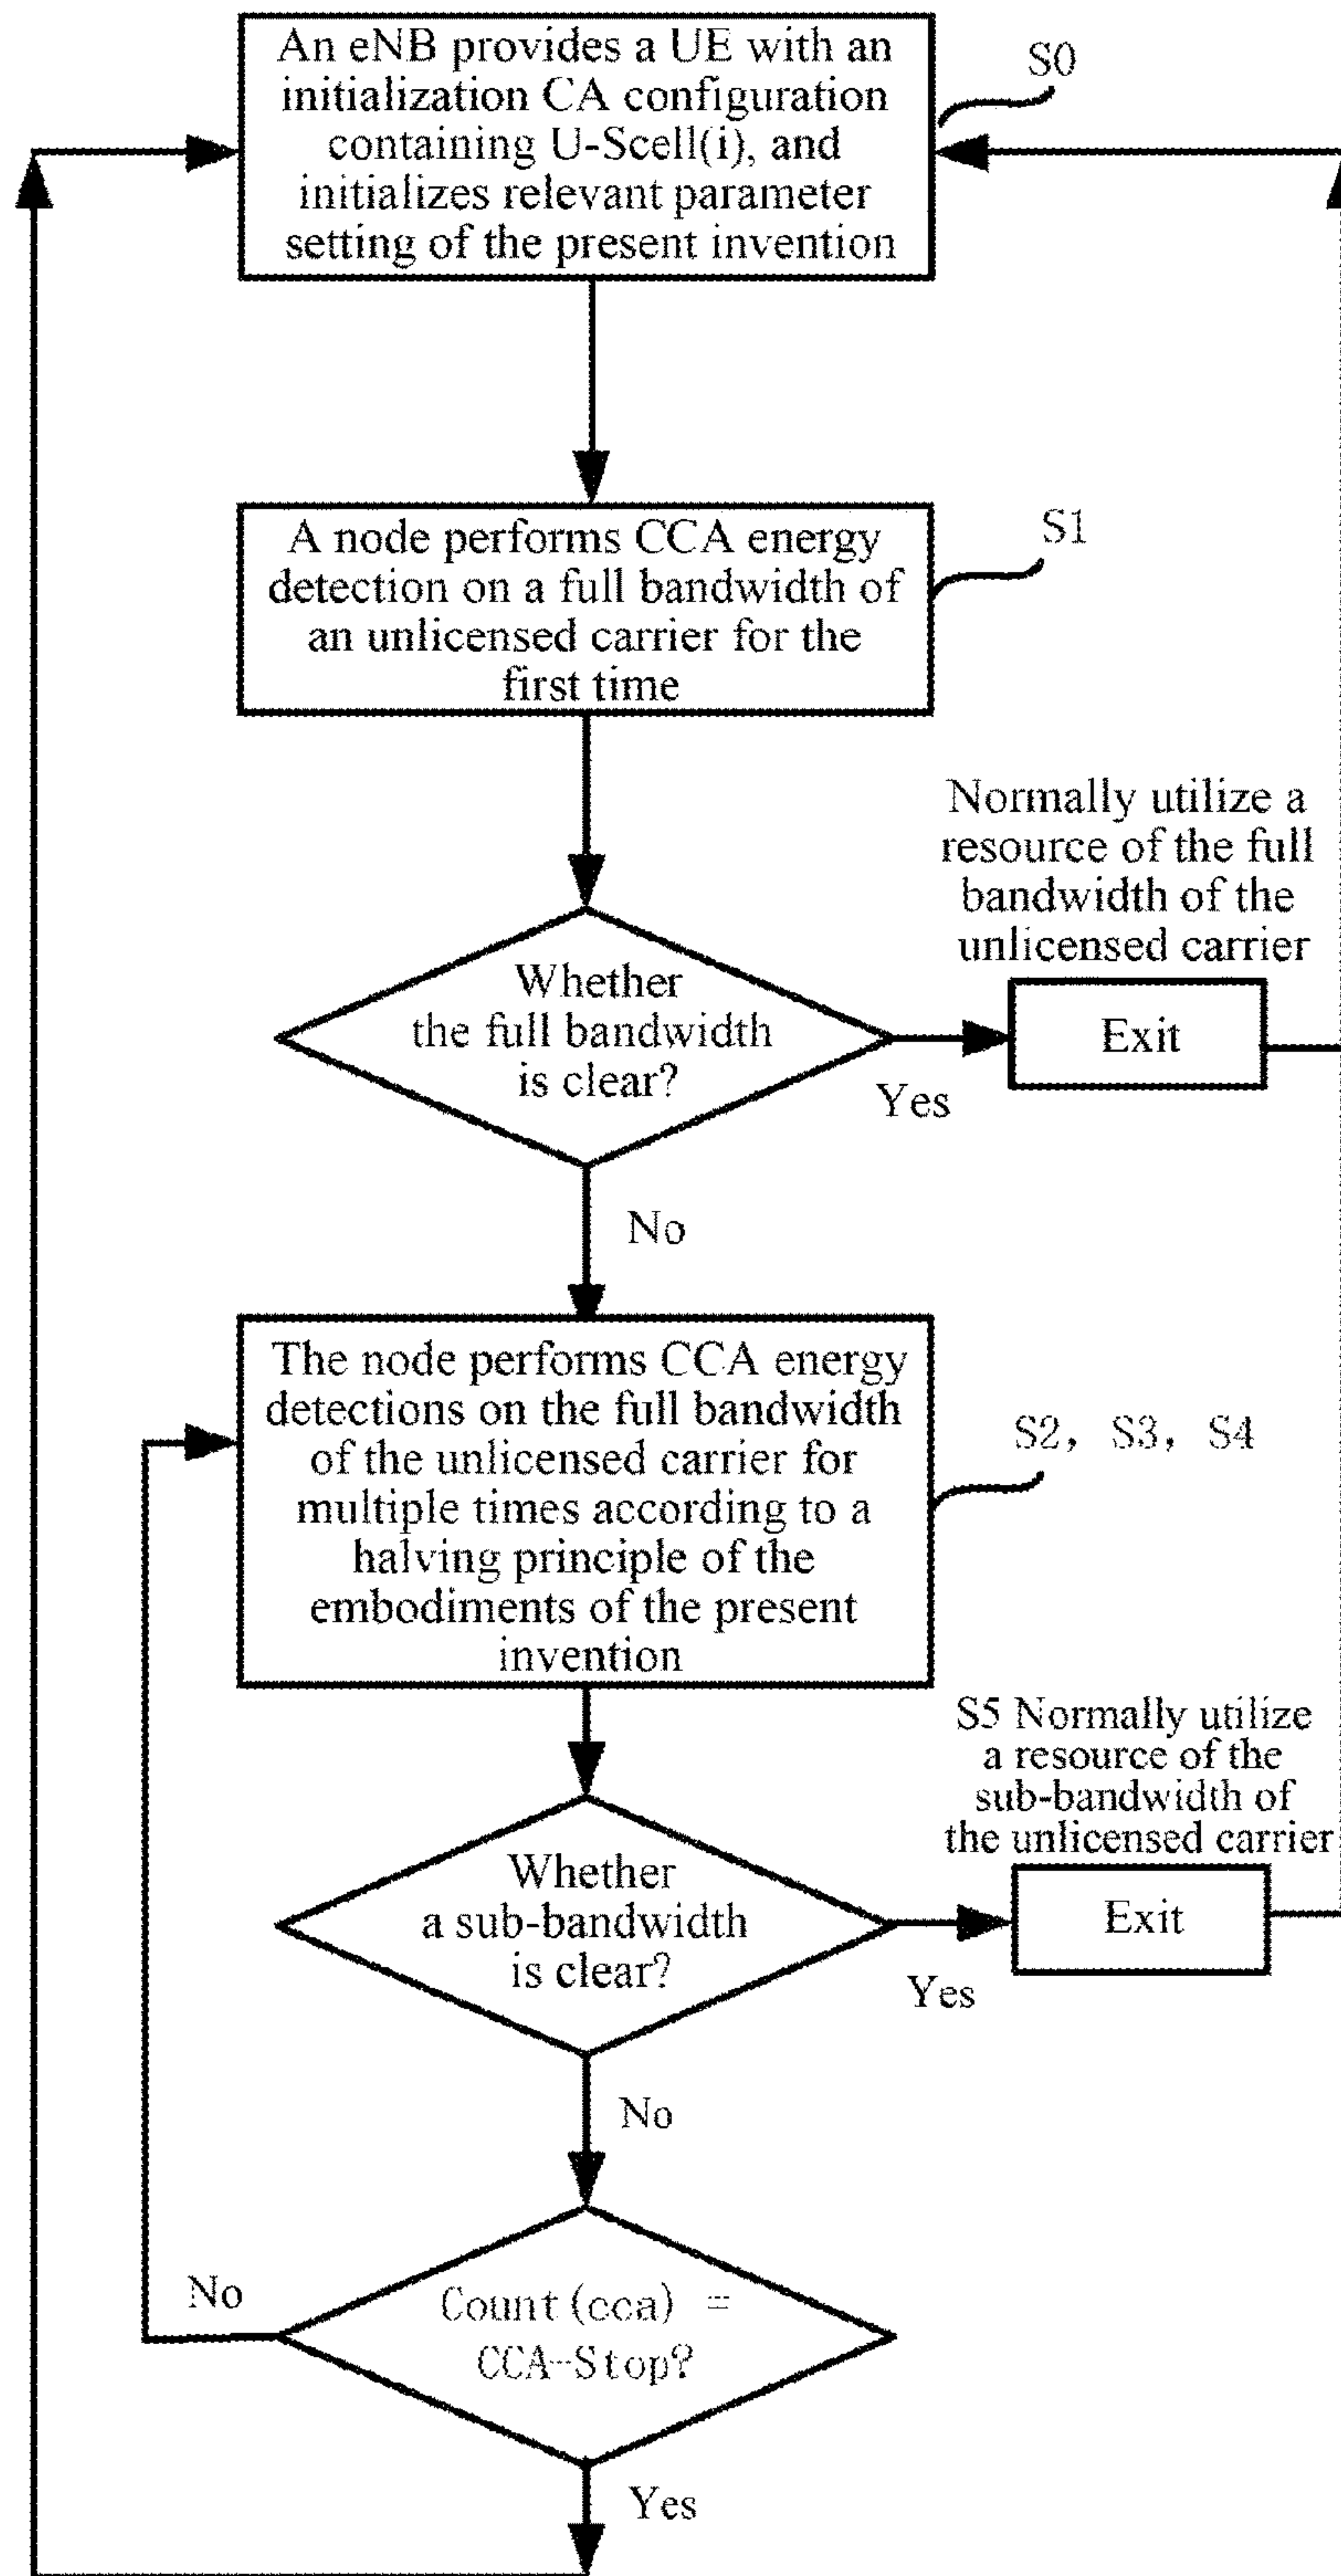 An eNB provides a UE with an
initialization CA configuration
containing U-Scell(i), and
initializes relevant parameter
setting of the present invention
S0
A node performs CCA energy
detection on a full bandwidth of
an unlicensed carrier for the
first time
S1
Normally utilize a
resource of the full
bandwidth of the
unlicensed carrier
Whether
the full bandwidth
is clear?
Yes
Exit
No
The node performs CCA energy
detections on the full bandwidth
of the unlicensed carrier for
multiple times according to a
halving principle of the
embodiments of the present
invention
S2, S3, S4
S5 Normally utilize
a resource of the
sub-bandwidth of
the unlicensed carrier
Whether
a sub-bandwidth
is clear?
Yes
Exit
No
No
Count (cca) =
CCA-Stop?
Yes